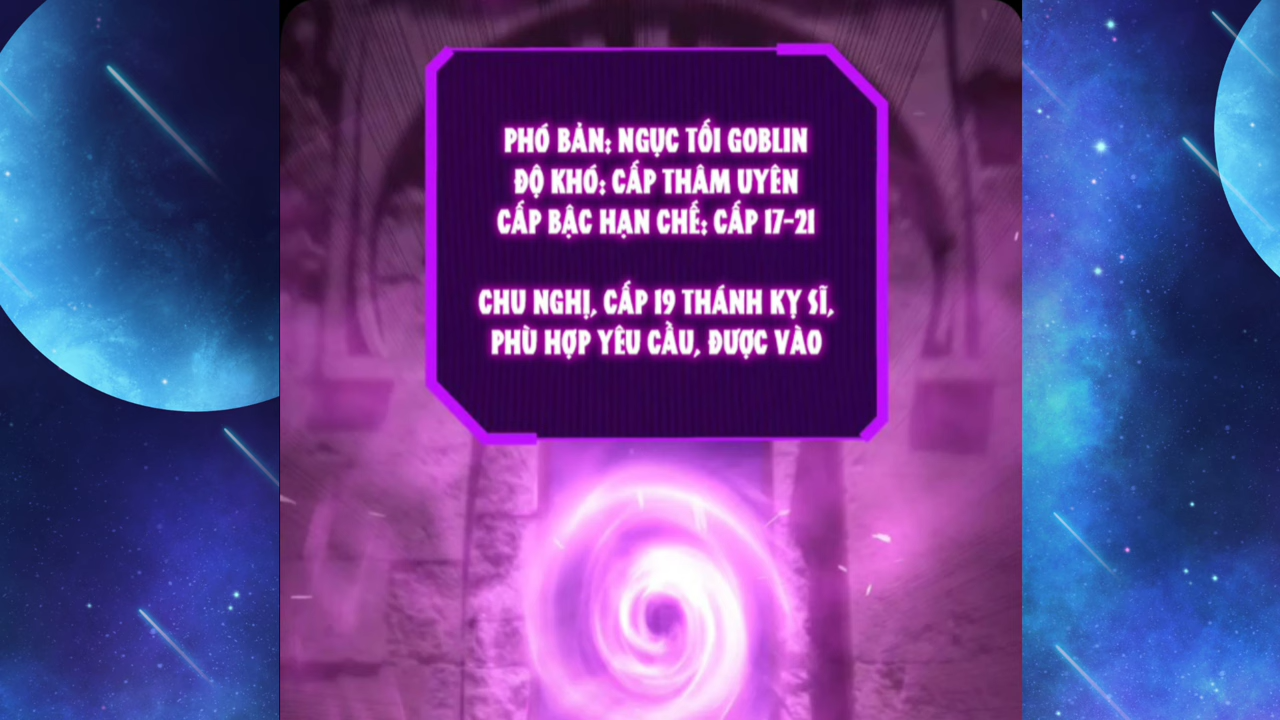 PHÓ BẢN: NGỤC TỐI GOBLIN
ĐỘ KHÓ: CẤP THÂM UYÊN
CẤP BẬC HẠN CHẾ: CẤP 17-21
CHU NGHỊ, CẤP 19 THÁNH KỴ SĨ,
PHÙ HỢP YÊU CẦU, ĐƯỢC VÀO